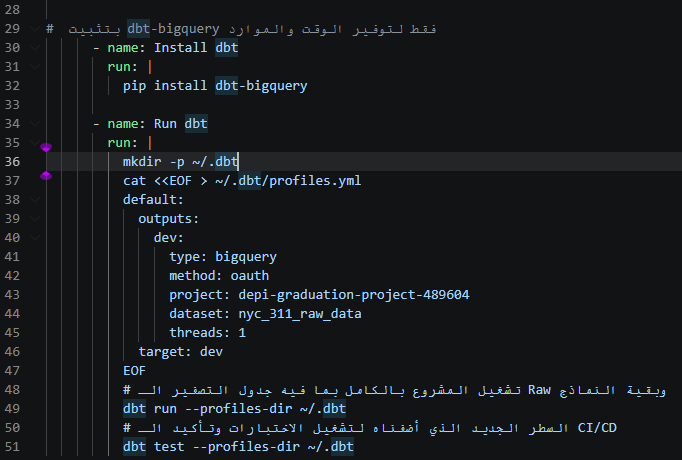 28
29 # بتثبيت dbt-bigquery فقط لتوفير الوقت والموارد
30 - name: Install dbt
31 run: |
32 pip install dbt-bigquery
33
34 - name: Run dbt
35 run: |
36 mkdir -p ~/.dbt
37 cat <<EOF > ~/.dbt/profiles.yml
38 default:
39 outputs:
40 dev:
41 type: bigquery
42 method: oauth
43 project: depi-graduation-project-489604
44 dataset: nyc_311_raw_data
45 threads: 1
46 target: dev
47 EOF
48 # تشغيل المشروع بالكامل بما فيه جدول التصفير الـ Raw وبقية النماذج
49 dbt run --profiles-dir ~/.dbt
50 # السطر الجديد الذي أضفناه لتشغيل الاختبارات وتأكيد الـ CI/CD
51 dbt test --profiles-dir ~/.dbt